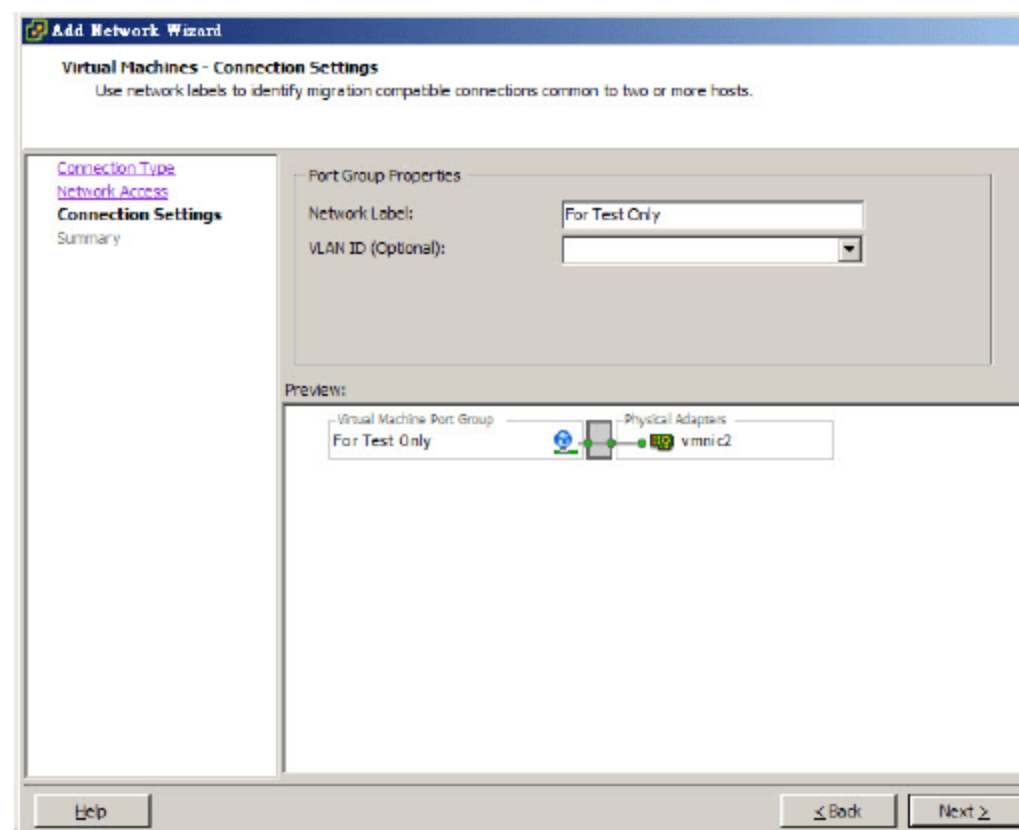 Add Network Wizard
Virtual Machines - Connection Settings
Use network labels to identify migration compatible connections common to two or more hosts.
Connection Type
Network Access
Connection Settings
Summary
Port Group Properties
Network Label: For Test Only
VLAN ID (Optional):
Preview:
Virtual Machine Port Group Physical Adapters
For Test Only vmnic2
Help ≤ Back Next ≥